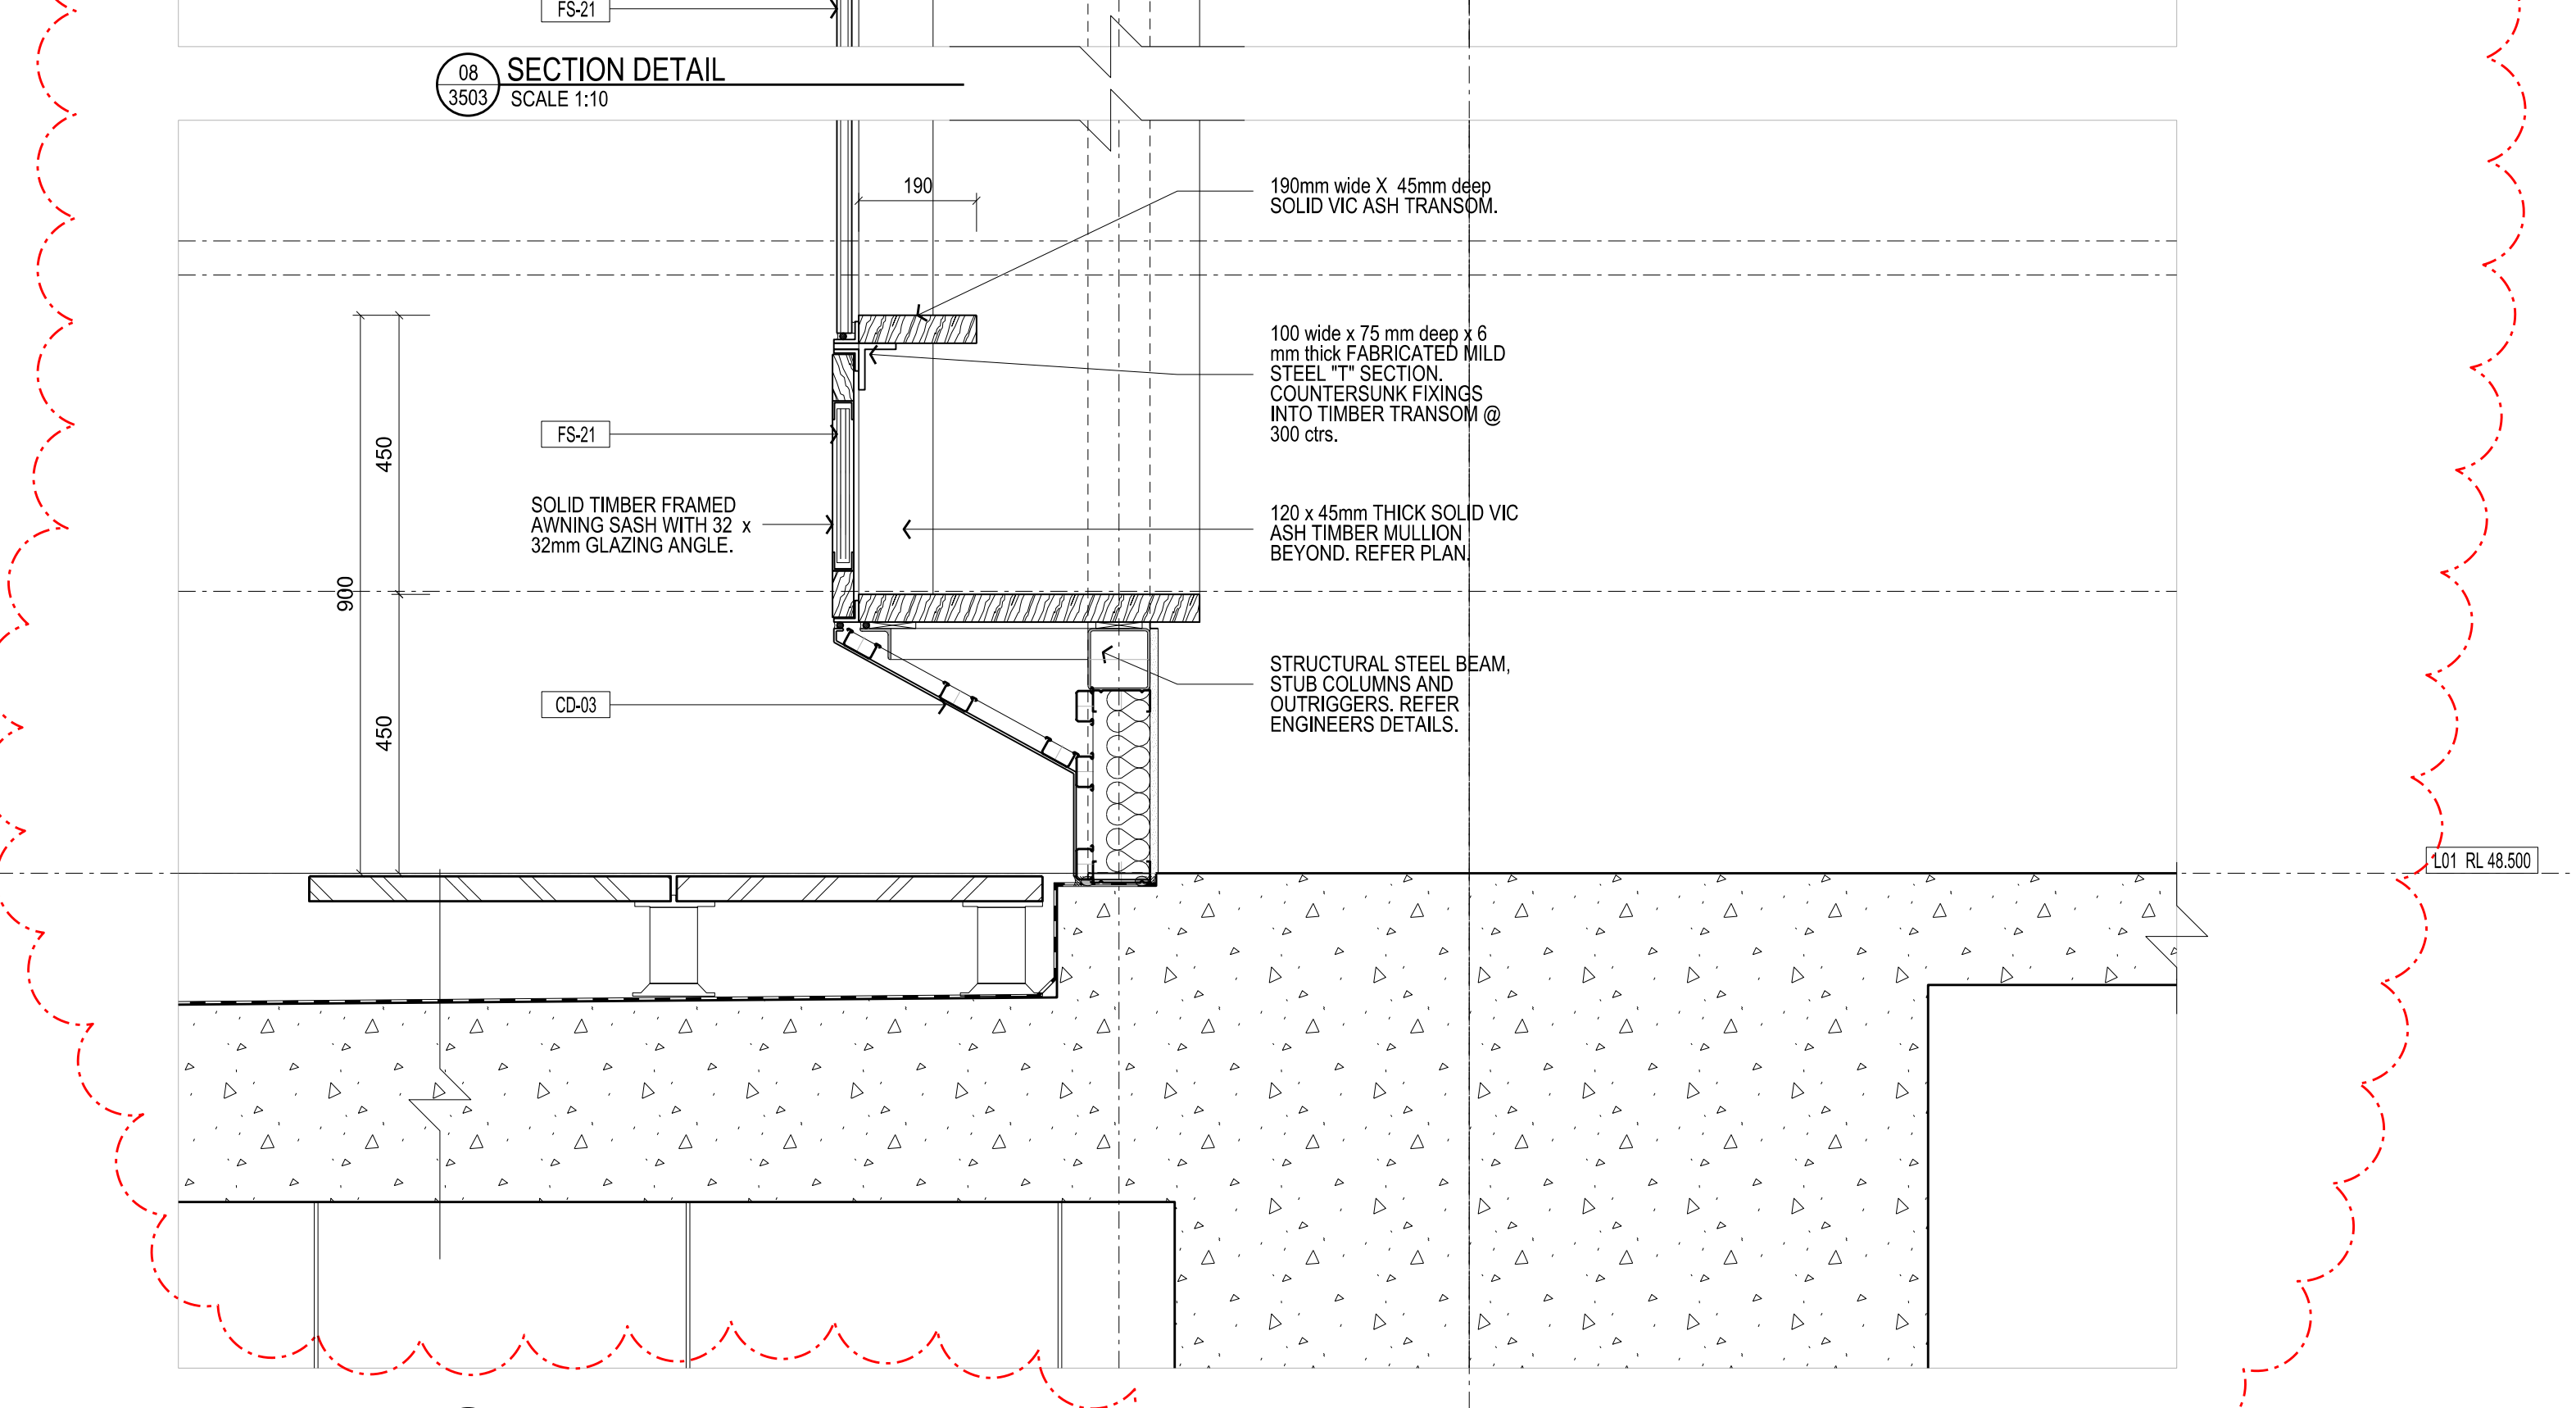 FS-21
08
3503
SECTION DETAIL
SCALE 1:10
190
190mm wide X 45mm deep
SOLID VIC ASH TRANSOM.
100 wide x 75 mm deep x 6
mm thick FABRICATED MILD
STEEL "T" SECTION.
COUNTERSUNK FIXINGS
INTO TIMBER TRANSOM @
300 ctrs.
FS-21
450
SOLID TIMBER FRAMED
AWNING SASH WITH 32 x
32mm GLAZING ANGLE.
120 x 45mm THICK SOLID VIC
ASH TIMBER MULLION
BEYOND. REFER PLAN.
900
STRUCTURAL STEEL BEAM,
STUB COLUMNS AND
OUTRIGGERS. REFER
ENGINEERS DETAILS.
CD-03
450
L01 RL 48.500